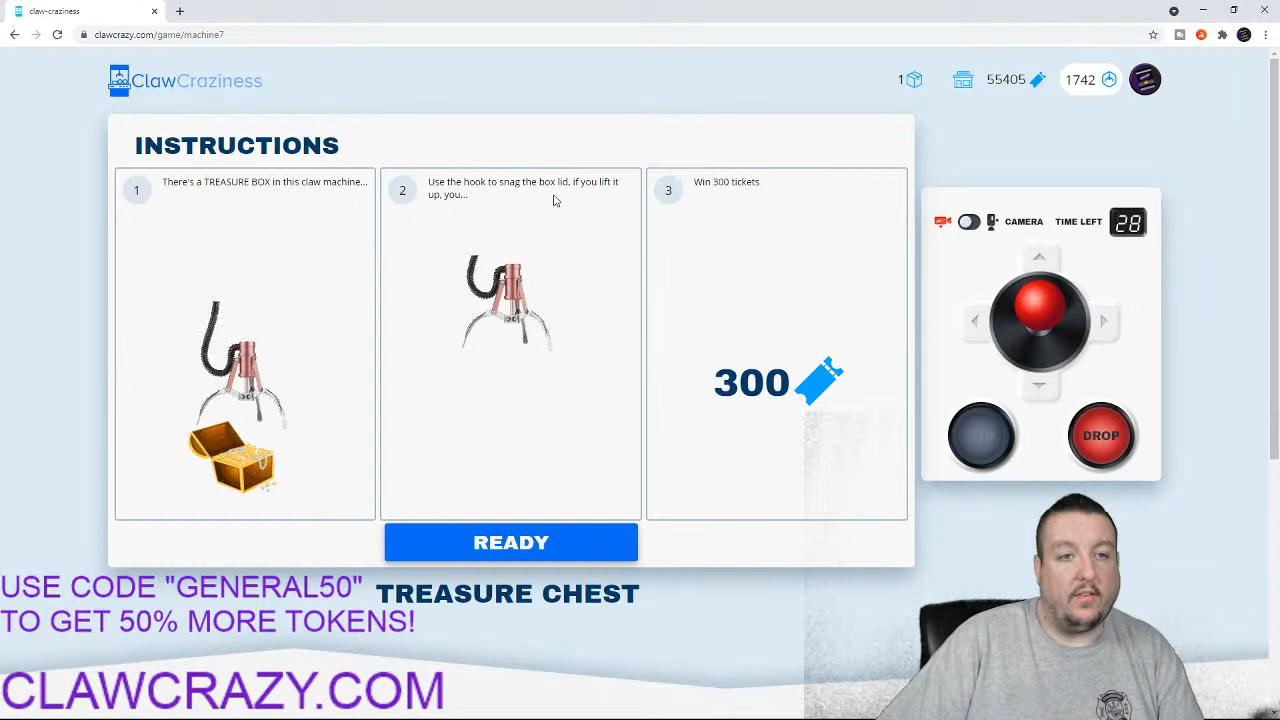 claw-craziness
clawcrazy.com/game/machine7
ClawCraziness
1
55405
1742
INSTRUCTIONS
1
There's a TREASURE BOX in this claw machine...
2
Use the hook to snag the box lid. if you lift it
up, you...
3
Win 300 tickets
300
CAMERA
TIME LEFT
28
DROP
READY
TREASURE CHEST
USE CODE "GENERAL50"
TO GET 50% MORE TOKENS!
CLAWCRAZY.COM